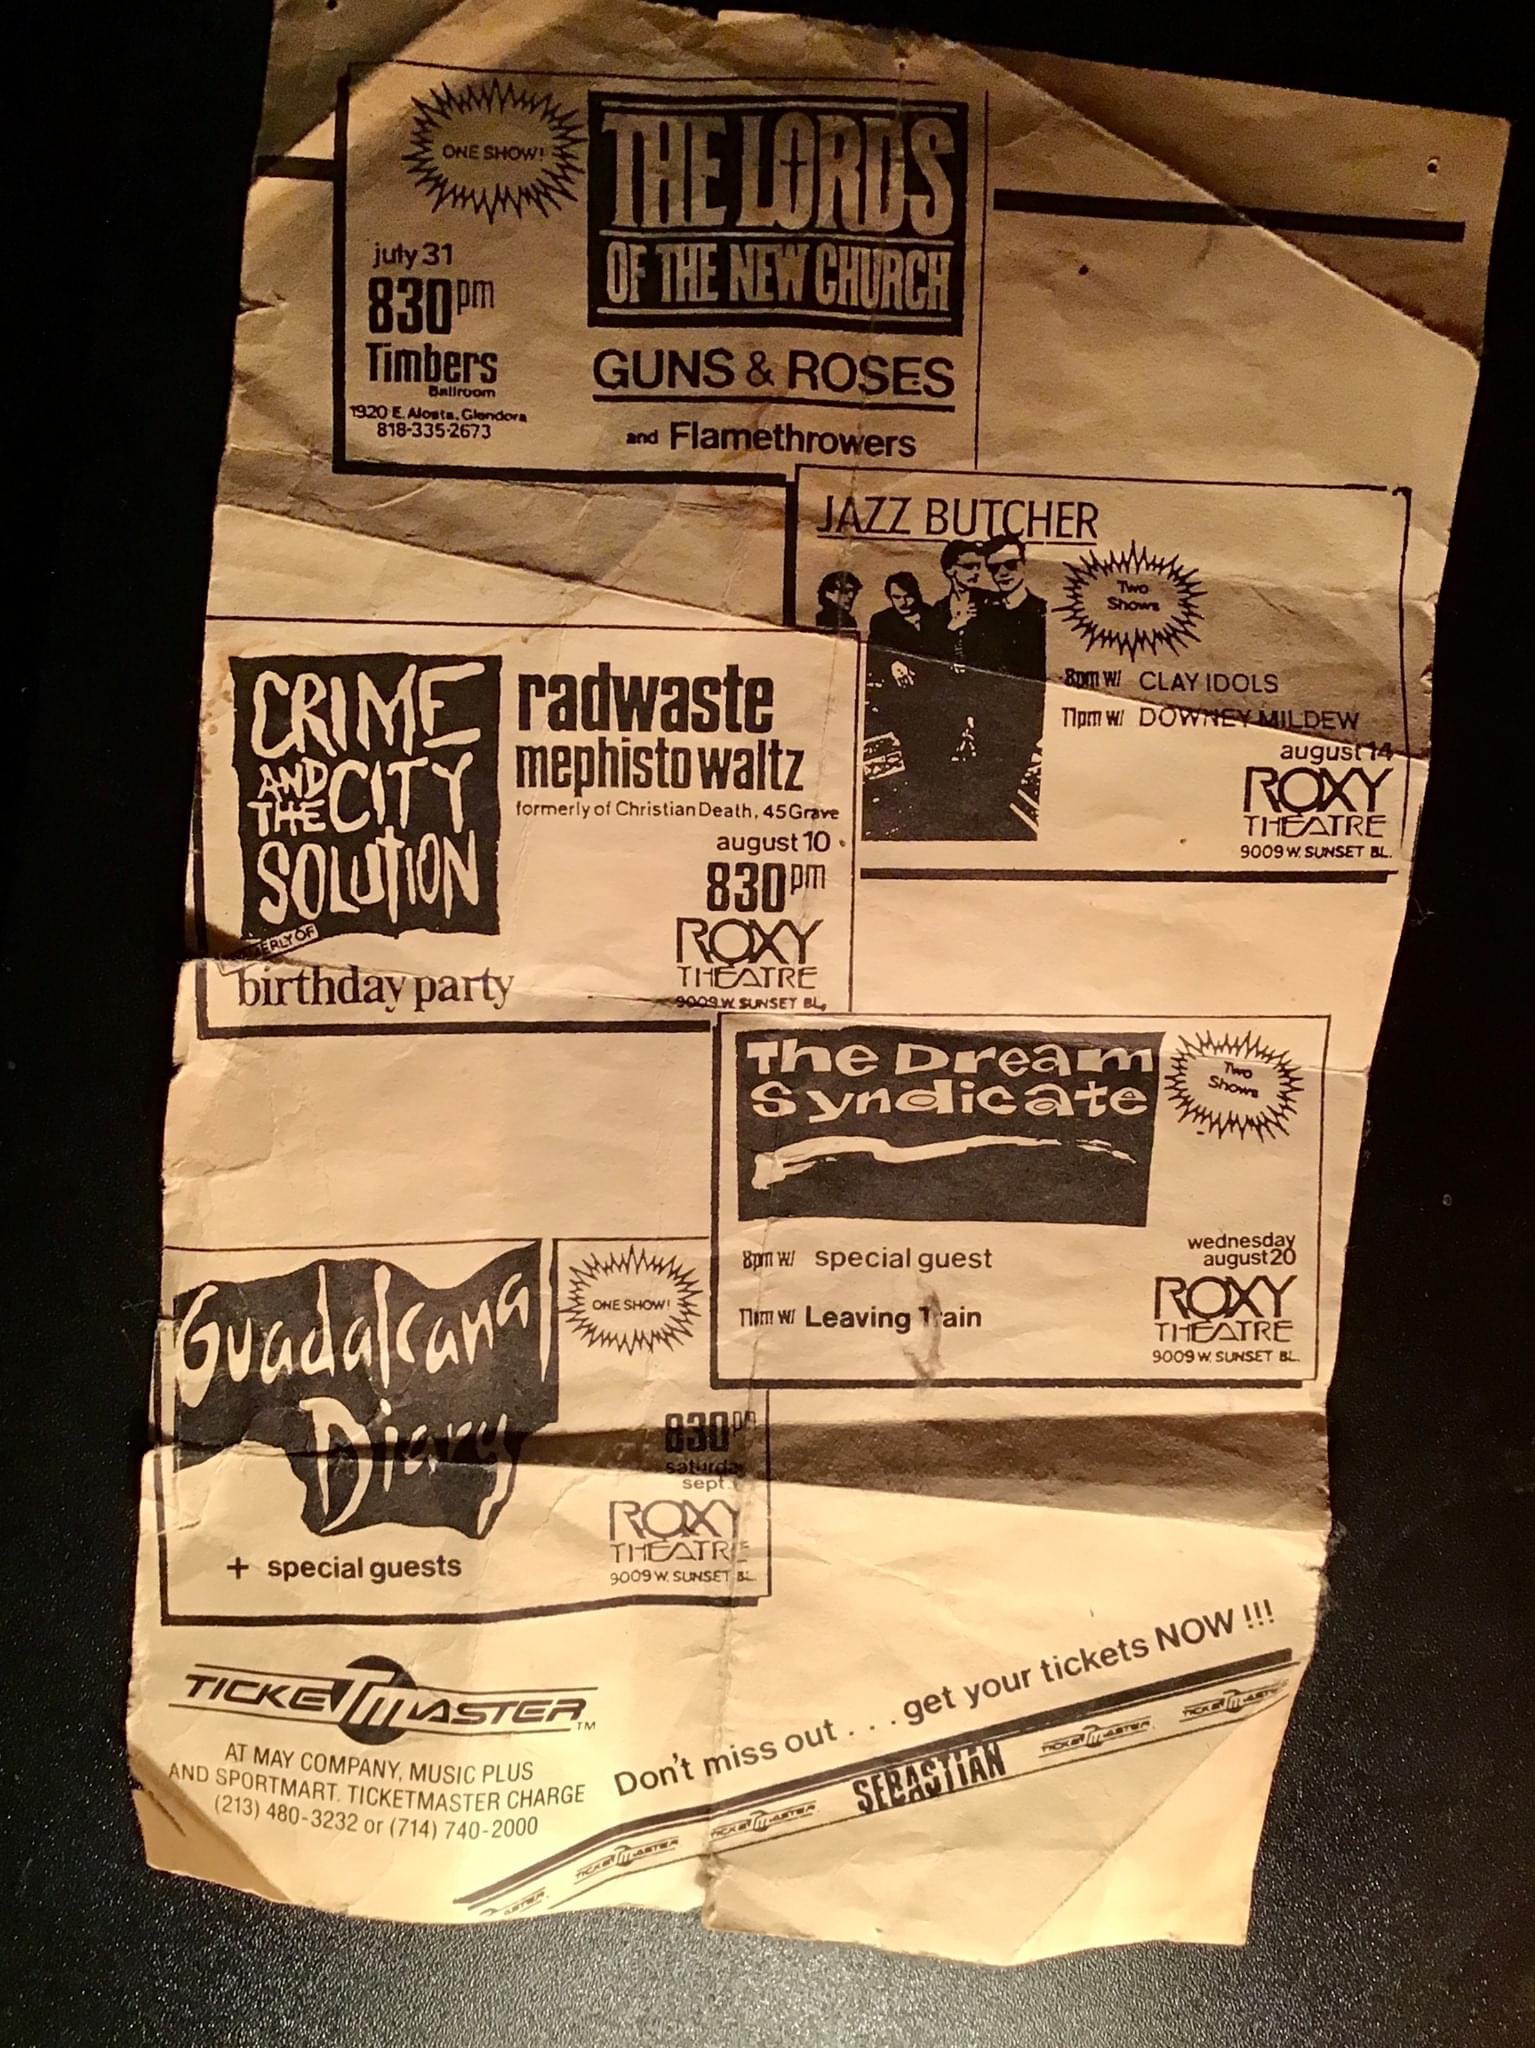 ONE SHOW!
THE LORDS
OF THE NEW CHURCH
july 31
830pm
Timbers
Ballroom
1920 E. Alosta, Glendora
818-335-2673
GUNS & ROSES
and Flamethrowers
JAZZ BUTCHER
Two
Shows
8pm w/ CLAY IDOLS
11pm w/ DOWNEY MILDEW
august 14
ROXY
THEATRE
9009 W. SUNSET BL.
CRIME
AND THE CITY
SOLUTION
birthday party
radwaste
mephisto waltz
formerly of Christian Death, 45 Grave
august 10
830pm
ROXY
THEATRE
9009 W. SUNSET BL.
The Dream
Syndicate
Two
Shows
8pm w/ special guest
11pm w/ Leaving Train
wednesday
august 20
ROXY
THEATRE
9009 W. SUNSET BL.
Guadalcanal
Diary
ONE SHOW!
830pm
sept.
ROXY
THEATRE
9009 W. SUNSET BL.
+ special guests
TICKETMASTER™
AT MAY COMPANY, MUSIC PLUS
AND SPORTMART. TICKETMASTER CHARGE
(213) 480-3232 or (714) 740-2000
Don't miss out . . . get your tickets NOW !!!
TICKETMASTER TICKETMASTER SEBASTIAN TICKETMASTER TICKETMASTER